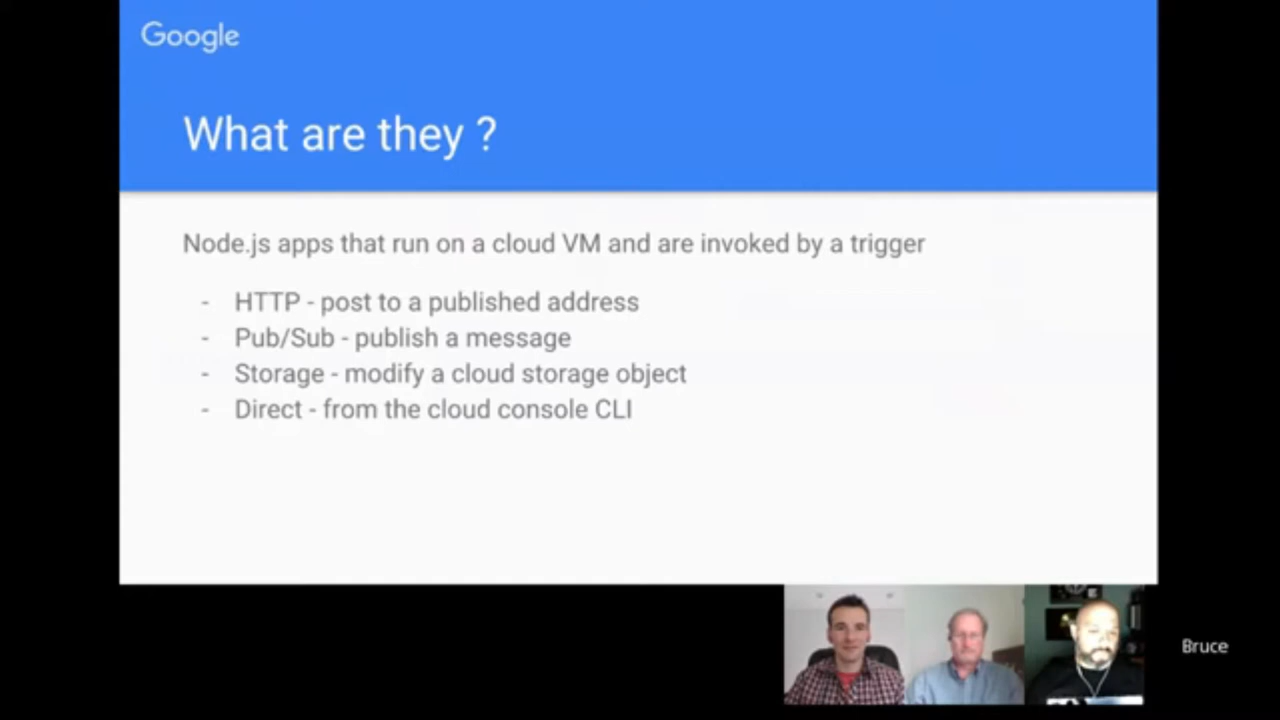 Google
What are they ?
Node.js apps that run on a cloud VM and are invoked by a trigger
- HTTP - post to a published address
- Pub/Sub - publish a message
- Storage - modify a cloud storage object
- Direct - from the cloud console CLI
Bruce